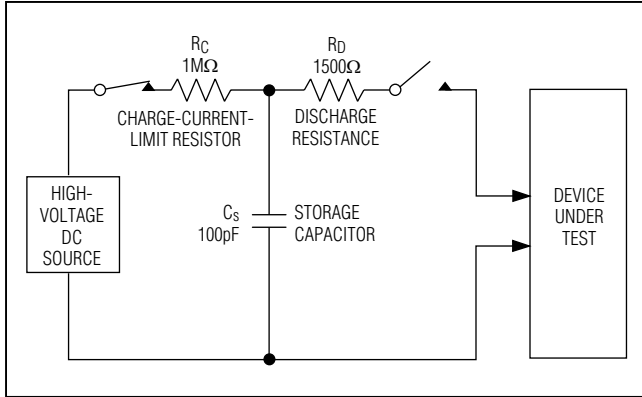 RC
1MΩ
CHARGE-CURRENT-
LIMIT RESISTOR
RD
1500Ω
DISCHARGE
RESISTANCE
HIGH-
VOLTAGE
DC
SOURCE
Cs
100pF
STORAGE
CAPACITOR
DEVICE
UNDER
TEST